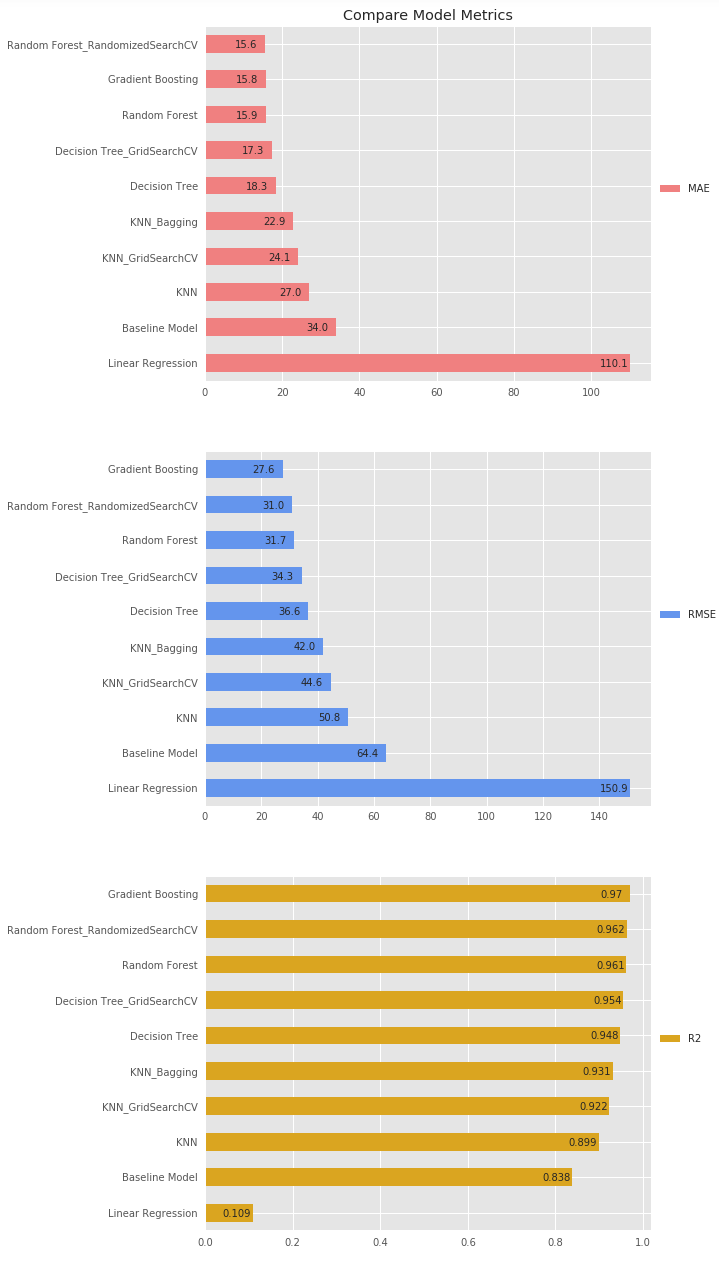 Compare Model Metrics
Random Forest_RandomizedSearchCV 15.6
Gradient Boosting 15.8
Random Forest 15.9
Decision Tree_GridSearchCV 17.3
Decision Tree 18.3
MAE
KNN_Bagging 22.9
KNN_GridSearchCV 24.1
KNN 27.0
Baseline Model 34.0
Linear Regression 110.1
0 20 40 60 80 100
Gradient Boosting 27.6
Random Forest_RandomizedSearchCV 31.0
Random Forest 31.7
Decision Tree_GridSearchCV 34.3
Decision Tree 36.6
RMSE
KNN_Bagging 42.0
KNN_GridSearchCV 44.6
KNN 50.8
Baseline Model 64.4
Linear Regression 150.9
0 20 40 60 80 100 120 140
Gradient Boosting 0.97
Random Forest_RandomizedSearchCV 0.962
Random Forest 0.961
Decision Tree_GridSearchCV 0.954
Decision Tree 0.948
R2
KNN_Bagging 0.931
KNN_GridSearchCV 0.922
KNN 0.899
Baseline Model 0.838
Linear Regression 0.109
0.0 0.2 0.4 0.6 0.8 1.0